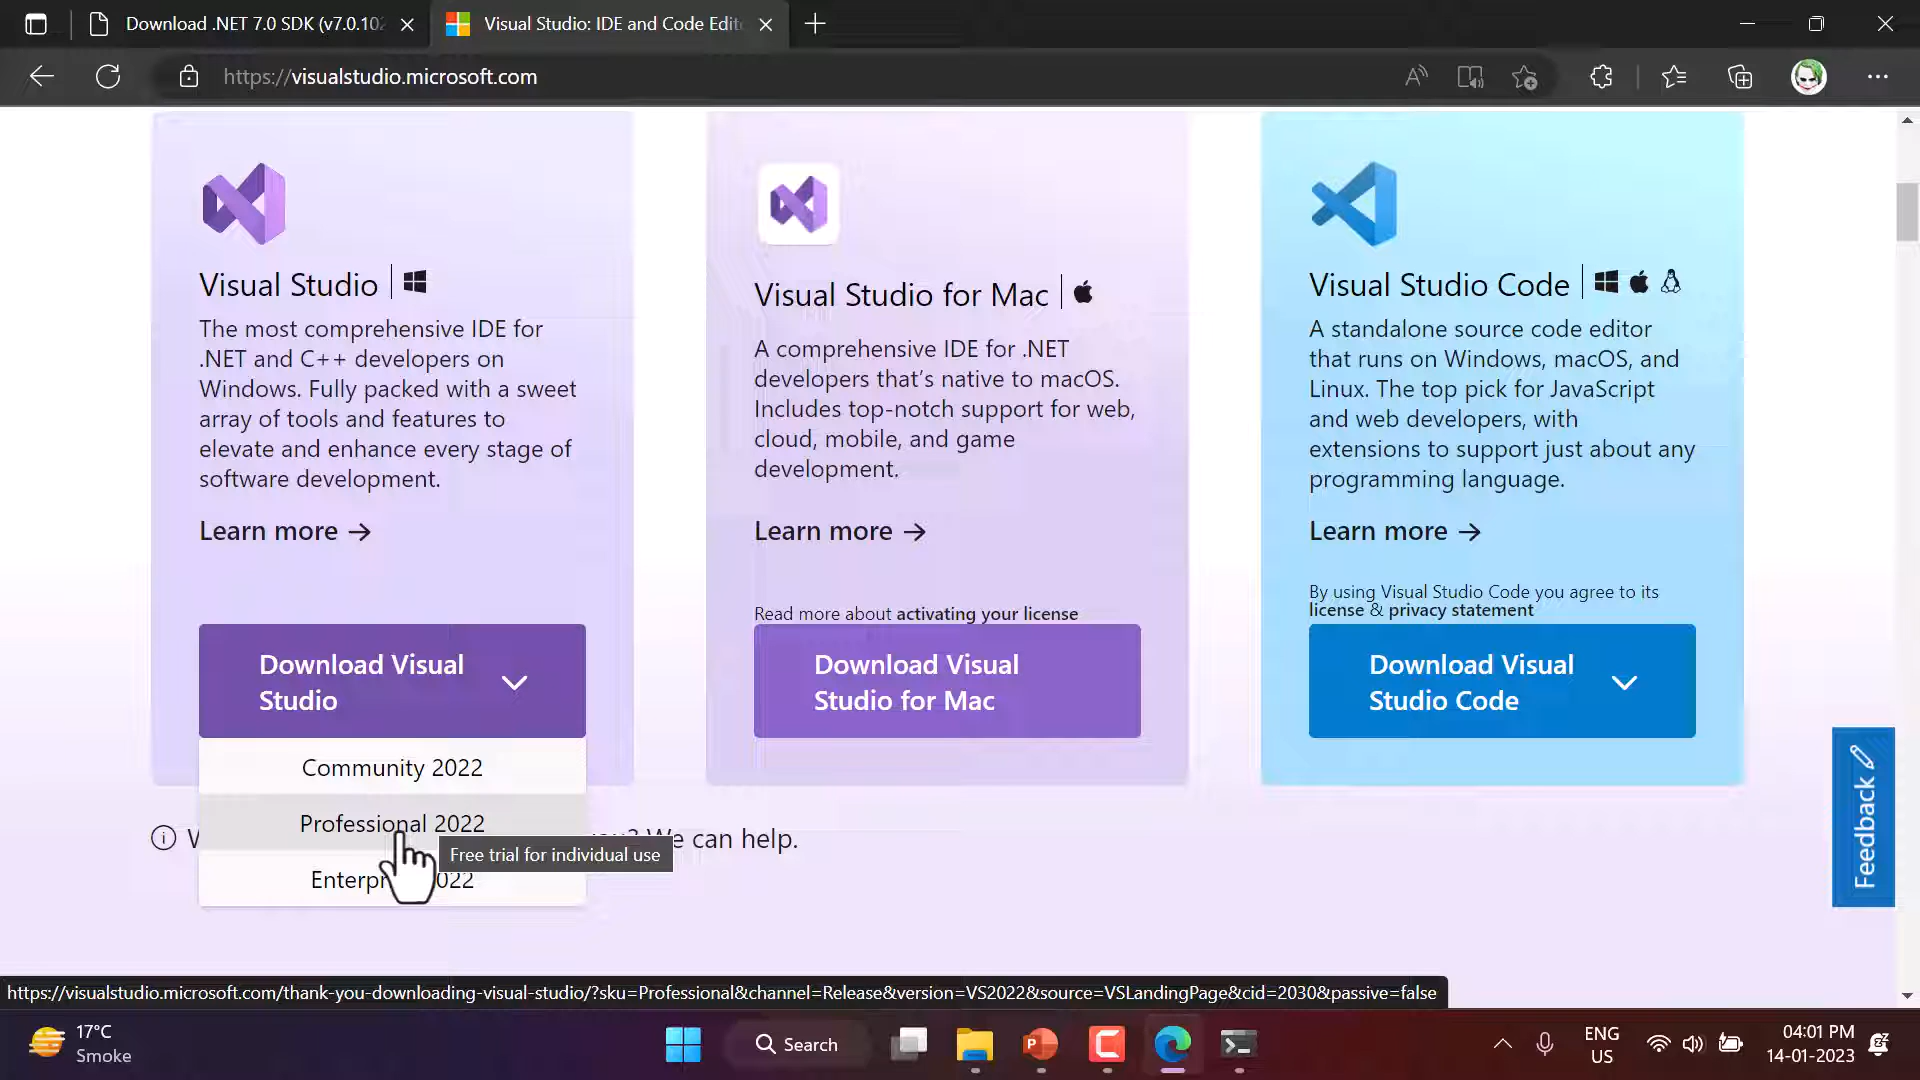 Download .NET 7.0 SDK (v7.0.102
Visual Studio: IDE and Code Edit
https://visualstudio.microsoft.com
Visual Studio
The most comprehensive IDE for
.NET and C++ developers on
Windows. Fully packed with a sweet
array of tools and features to
elevate and enhance every stage of
software development.
Learn more →
Download Visual
Studio
Community 2022
Professional 2022
Enterpr 2022
Free trial for individual use
We can help.
Visual Studio for Mac
A comprehensive IDE for .NET
developers that's native to macOS.
Includes top-notch support for web,
cloud, mobile, and game
development.
Learn more →
Read more about activating your license
Download Visual
Studio for Mac
Visual Studio Code
A standalone source code editor
that runs on Windows, macOS, and
Linux. The top pick for JavaScript
and web developers, with
extensions to support just about any
programming language.
Learn more →
By using Visual Studio Code you agree to its
license & privacy statement
Download Visual
Studio Code
Feedback
https://visualstudio.microsoft.com/thank-you-downloading-visual-studio/?sku=Professional&channel=Release&version=VS2022&source=VSLandingPage&cid=2030&passive=false
17°C
Smoke
Search
ENG
US
04:01 PM
14-01-2023